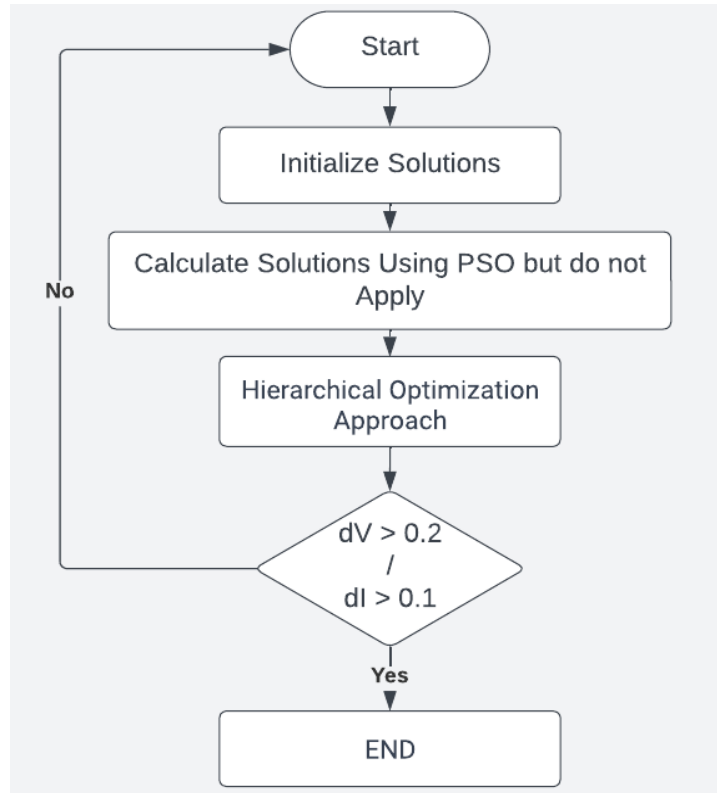 Start
Initialize Solutions
Calculate Solutions Using PSO but do not
Apply
No
Hierarchical Optimization
Approach
dV > 0.2
/
dI > 0.1
Yes
END